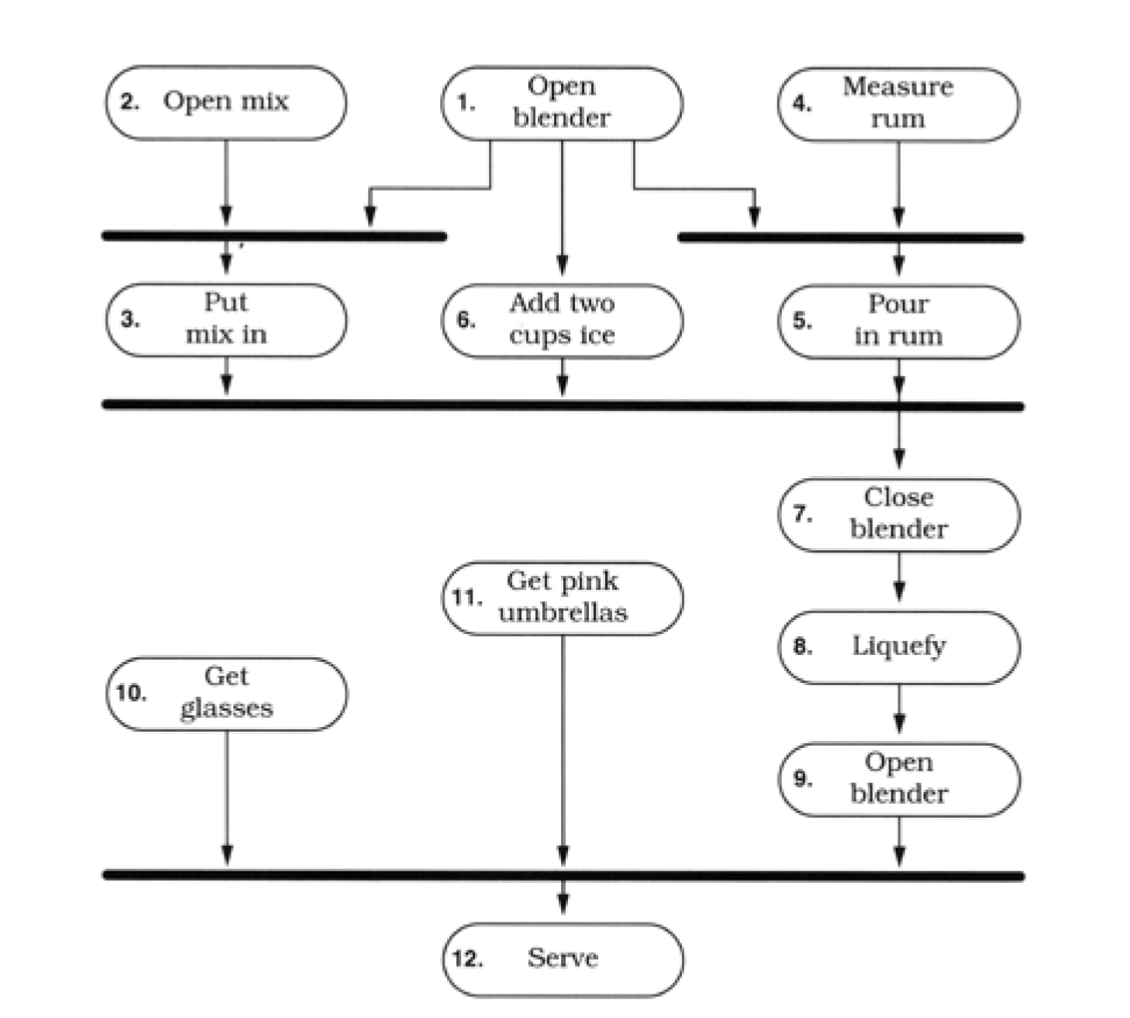 2. Open mix
1. Open
blender
4. Measure
rum
3. Put
mix in
6. Add two
cups ice
5. Pour
in rum
7. Close
blender
11. Get pink
umbrellas
8. Liquefy
10. Get
glasses
9. Open
blender
12. Serve